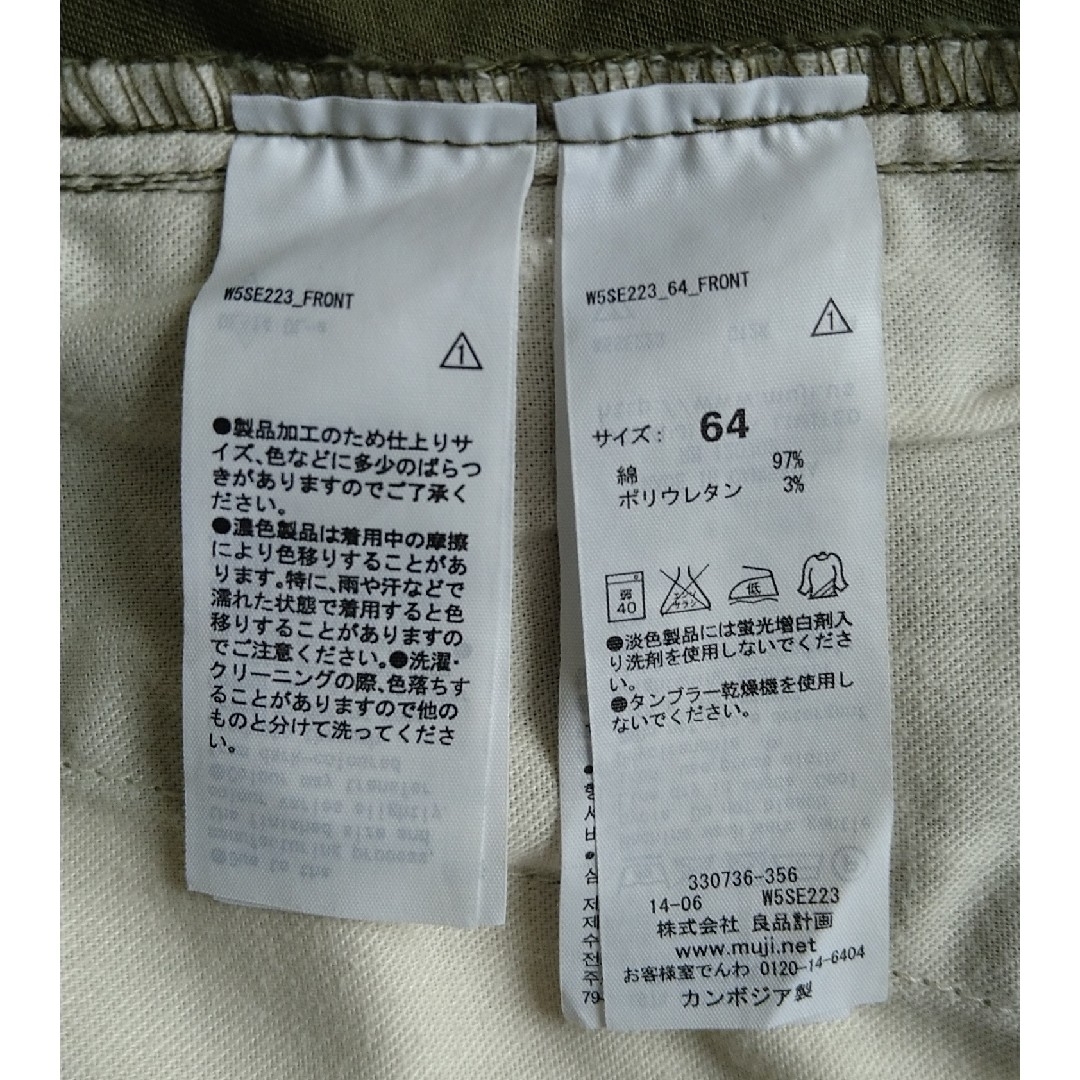 W5SE223_FRONT
1
●製品加工のため仕上りサ
イズ、色などに多少のばらつ
きがありますのでご了承く
ださい。
●濃色製品は着用中の摩擦
により色移りすることがあ
ります。特に、雨や汗などで
濡れた状態で着用すると色
移りすることがありますの
でご注意ください。●洗濯・
クリーニングの際、色落ちす
ることがありますので他の
ものと分けて洗ってくださ
い。
W5SE223_64_FRONT
1
サイズ: 64
綿 97%
ポリウレタン 3%
弱 40 エンソ サラシ 低
●淡色製品には蛍光増白剤入
り洗剤を使用しないでくださ
い。
●タンブラー乾燥機を使用し
ないでください。
330736-356
14-06 W5SE223
株式会社 良品計画
www.muji.net
お客様室でんわ 0120-14-6404
カンボジア製
79-